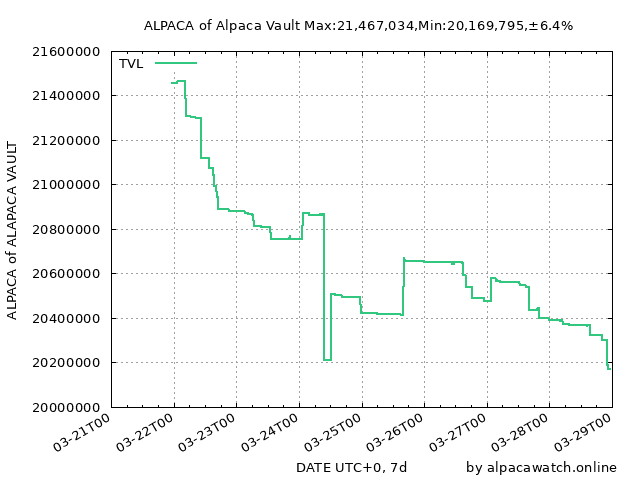 ALPACA of Alpaca Vault Max:21,467,034,Min:20,169,795,±6.4%
TVL
21600000
21400000
21200000
21000000
20800000
20600000
20400000
20200000
20000000
ALPACA of ALAPACA VAULT
03-21T00
03-22T00
03-23T00
03-24T00
03-25T00
03-26T00
03-27T00
03-28T00
03-29T00
DATE UTC+0, 7d
by alpacawatch.online